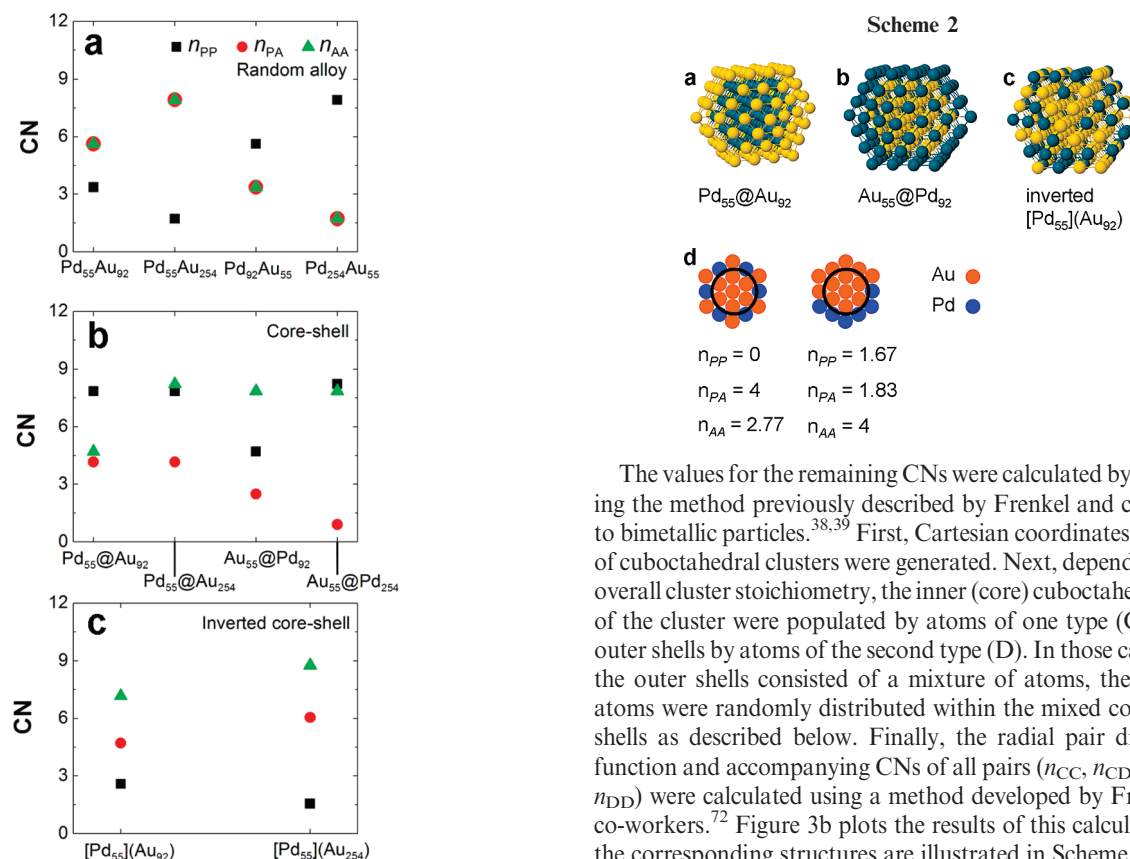 12
9
6
3
0
CN
a
n_PP n_PA n_AA
Random alloy
Pd₅₅Au₉₂ Pd₅₅Au₂₅₄ Pd₉₂Au₅₅ Pd₂₅₄Au₅₅
12
9
6
3
0
CN
b
Core-shell
Pd₅₅@Au₉₂ Au₅₅@Pd₉₂
Pd₅₅@Au₂₅₄ Au₅₅@Pd₂₅₄
12
9
6
3
0
CN
c
Inverted core-shell
[Pd₅₅](Au₉₂) [Pd₅₅](Au₂₅₄)
Scheme 2
a b c
Pd₅₅@Au₉₂ Au₅₅@Pd₉₂ inverted
[Pd₅₅](Au₉₂)
d
Au
Pd
n_PP = 0 n_PP = 1.67
n_PA = 4 n_PA = 1.83
n_AA = 2.77 n_AA = 4
The values for the remaining CNs were calculated by
ing the method previously described by Frenkel and c
to bimetallic particles.³⁸,³⁹ First, Cartesian coordinates
of cuboctahedral clusters were generated. Next, depend
overall cluster stoichiometry, the inner (core) cuboctahe
of the cluster were populated by atoms of one type (C
outer shells by atoms of the second type (D). In those ca
the outer shells consisted of a mixture of atoms, the
atoms were randomly distributed within the mixed co
shells as described below. Finally, the radial pair di
function and accompanying CNs of all pairs (n_CC, n_CD
n_DD) were calculated using a method developed by Fr
co-workers.⁷² Figure 3b plots the results of this calcul
the corresponding structures are illustrated in Scheme